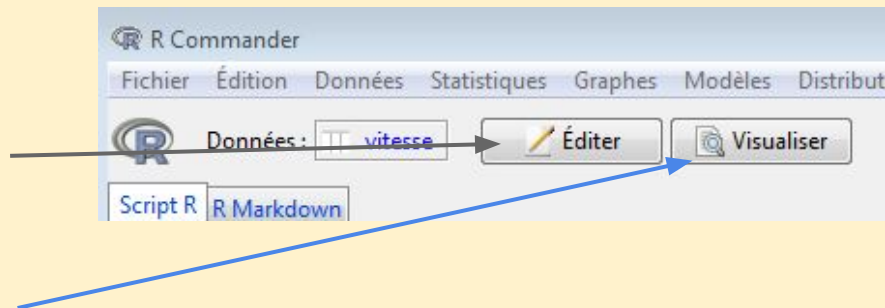 R Commander
Fichier Édition Données Statistiques Graphes Modèles Distribut
Données : vitesse Éditer Visualiser
Script R R Markdown